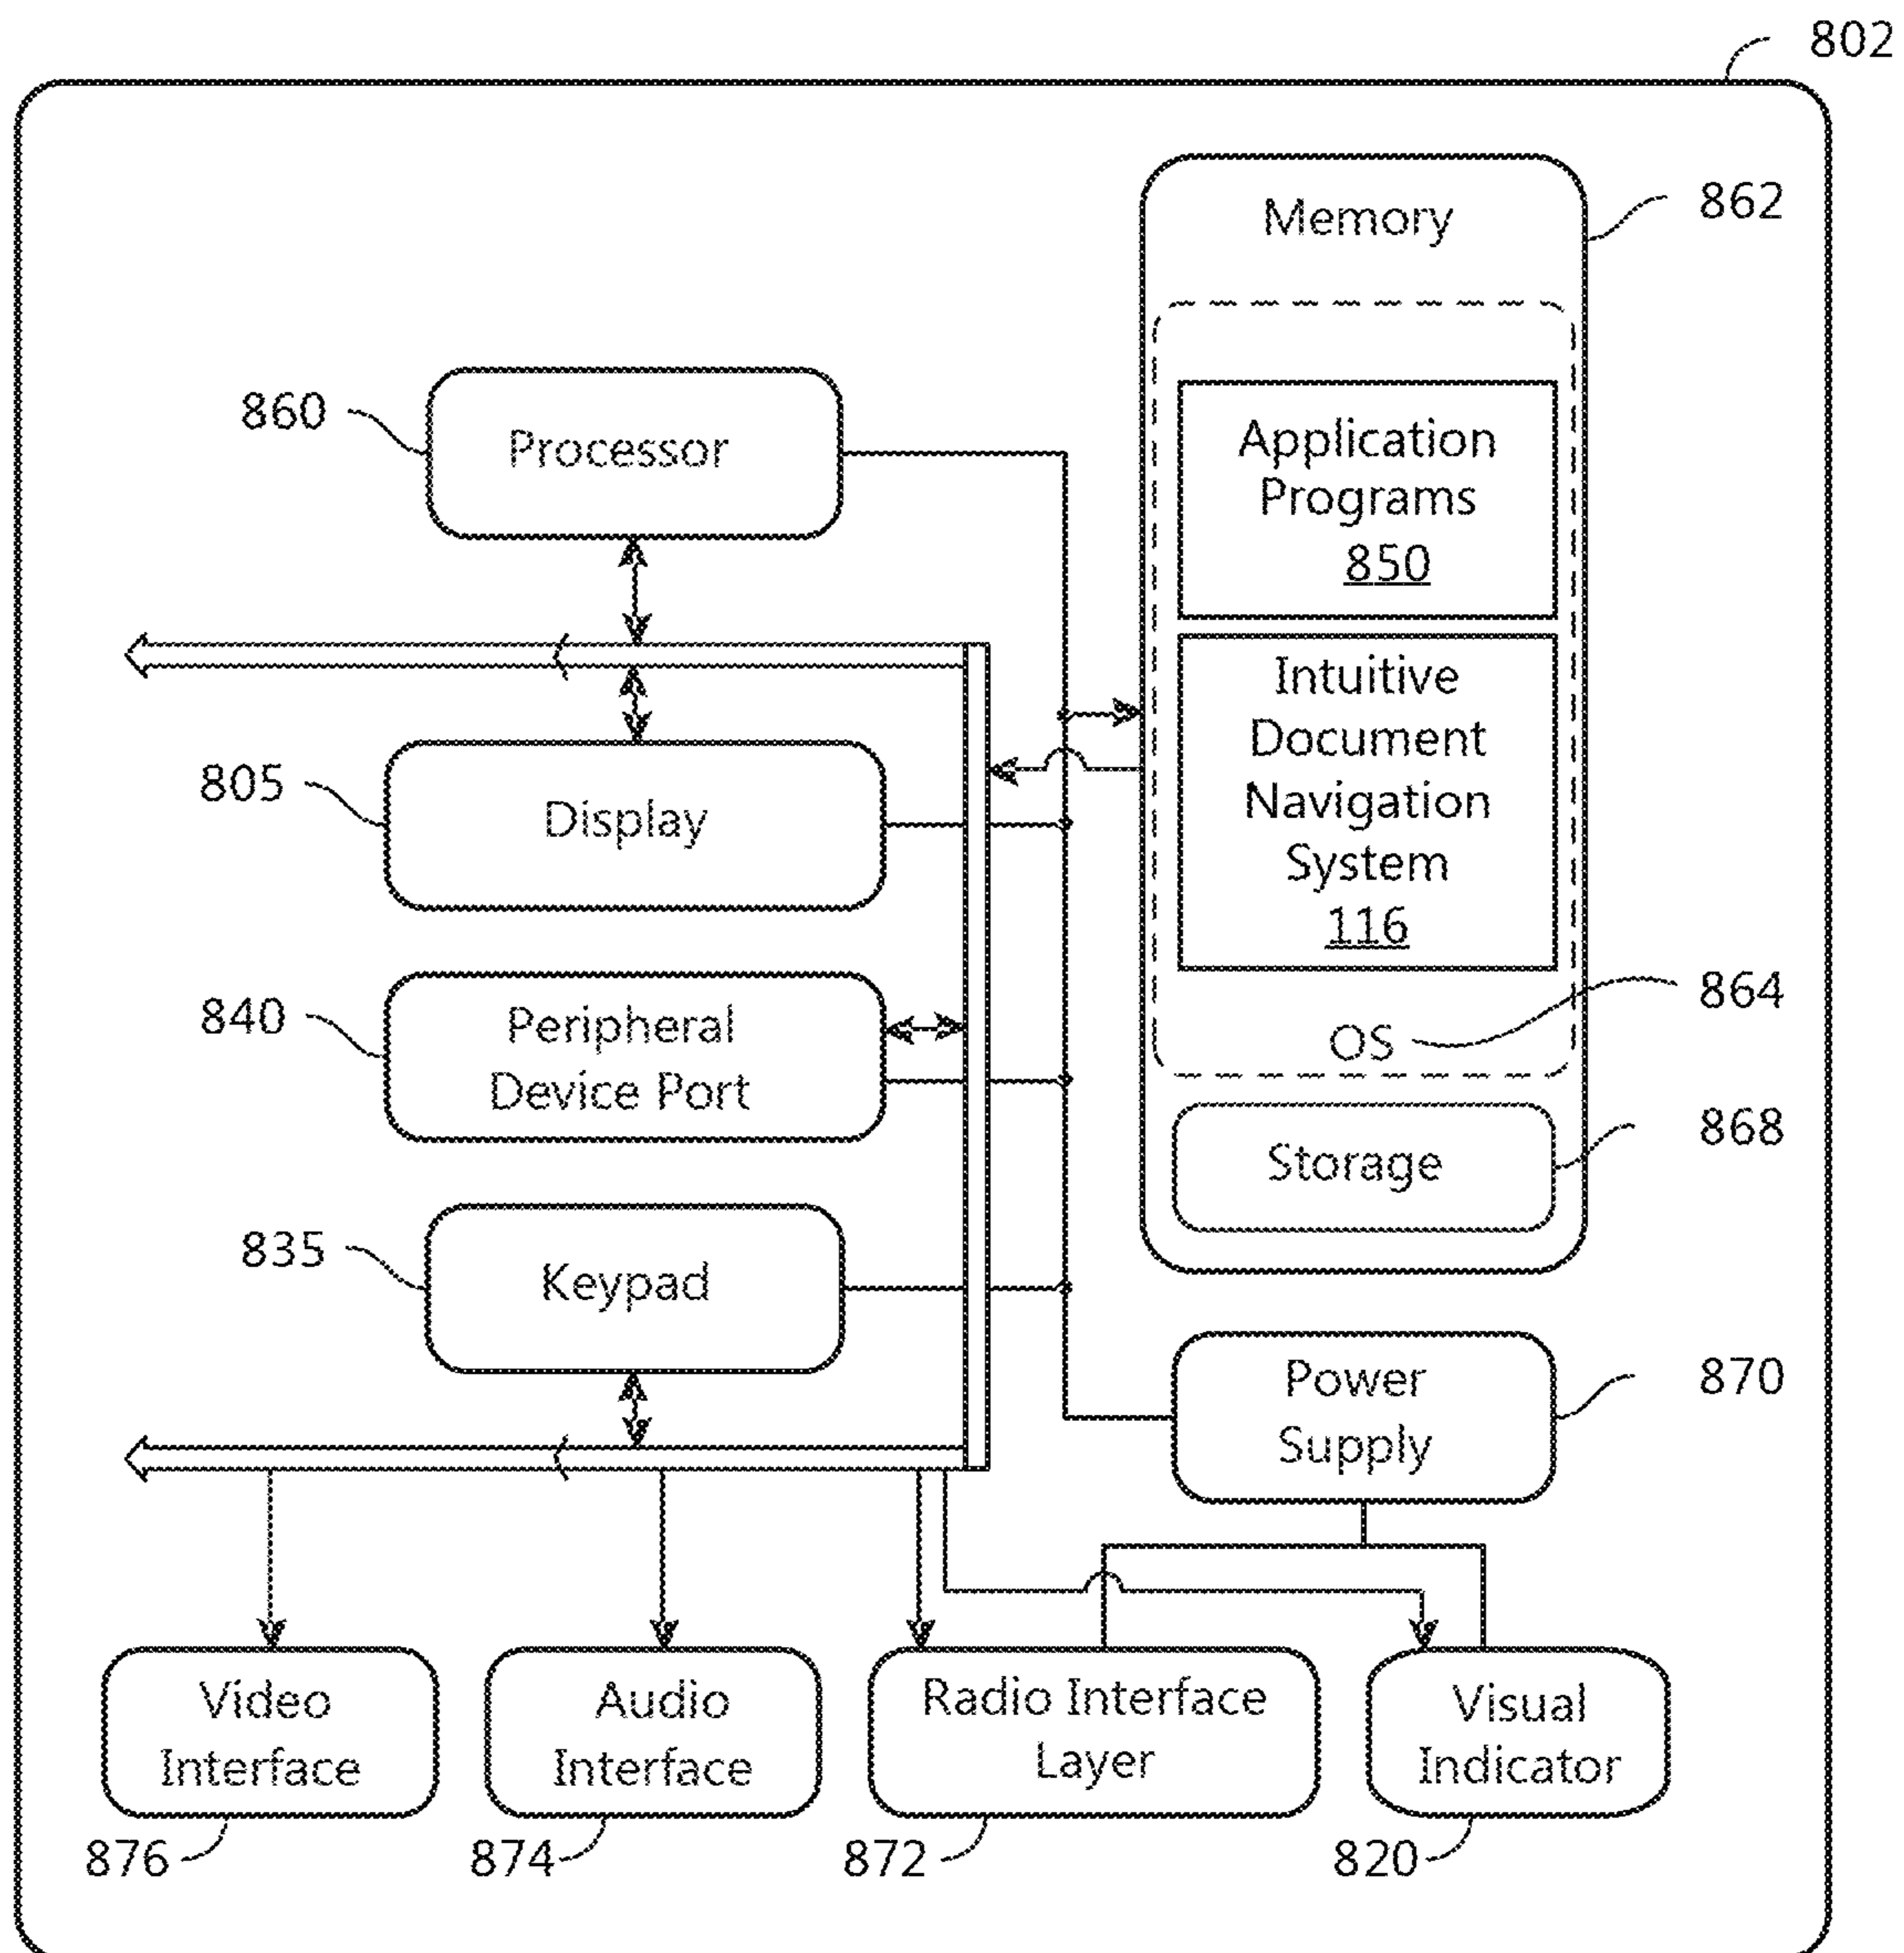 802
Memory
862
Application
Programs
850
860
Processor
Intuitive
Document
Navigation
System
116
805
Display
864
OS
840
Peripheral
Device Port
868
Storage
835
Keypad
870
Power
Supply
Video
Interface
876
Audio
Interface
874
Radio Interface
Layer
872
Visual
Indicator
820